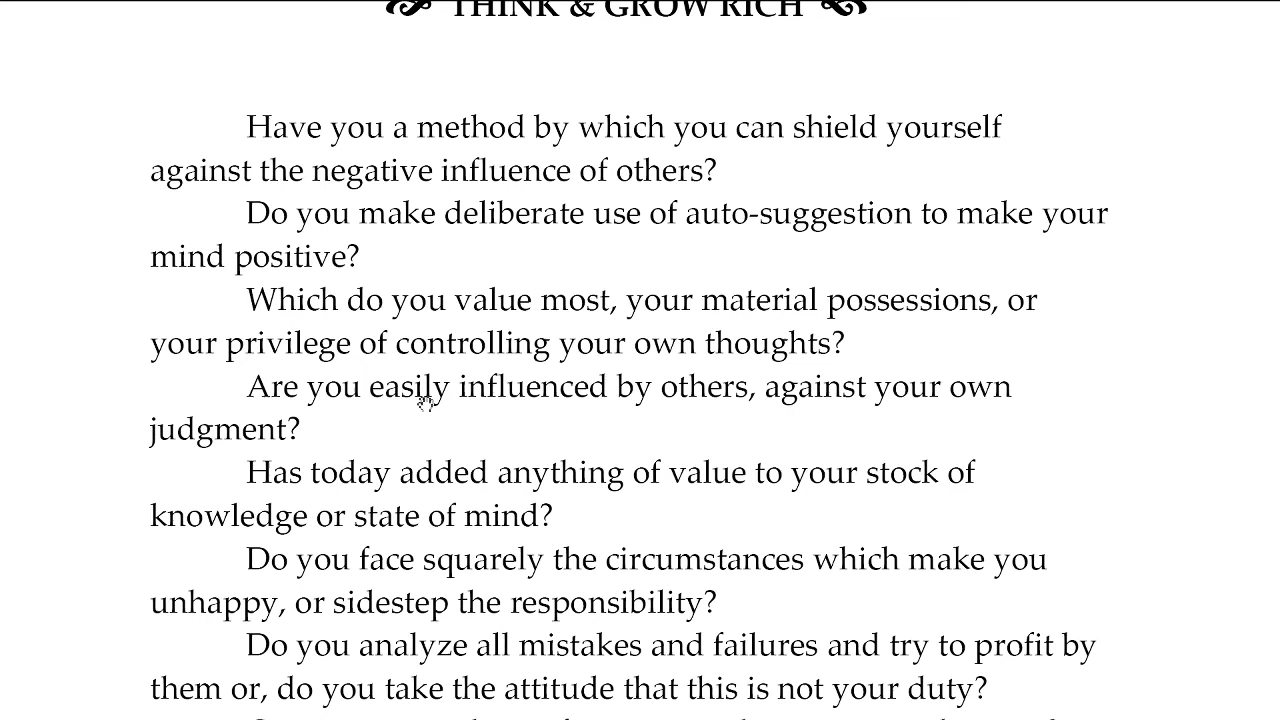 THINK & GROW RICH
Have you a method by which you can shield yourself
against the negative influence of others?
Do you make deliberate use of auto-suggestion to make your
mind positive?
Which do you value most, your material possessions, or
your privilege of controlling your own thoughts?
Are you easily influenced by others, against your own
judgment?
Has today added anything of value to your stock of
knowledge or state of mind?
Do you face squarely the circumstances which make you
unhappy, or sidestep the responsibility?
Do you analyze all mistakes and failures and try to profit by
them or, do you take the attitude that this is not your duty?